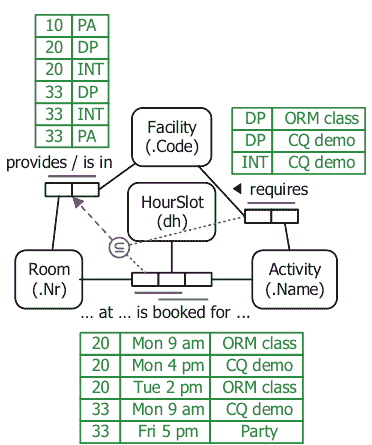 10 PA
20 DP
20 INT
33 DP
33 INT
33 PA
provides / is in
Facility
(.Code)
DP ORM class
DP CQ demo
INT CQ demo
◄ requires
HourSlot
(dh)
⊆
Room
(.Nr)
Activity
(.Name)
... at ... is booked for ...
20 Mon 9 am ORM class
20 Mon 4 pm CQ demo
20 Tue 2 pm ORM class
33 Mon 9 am CQ demo
33 Fri 5 pm Party